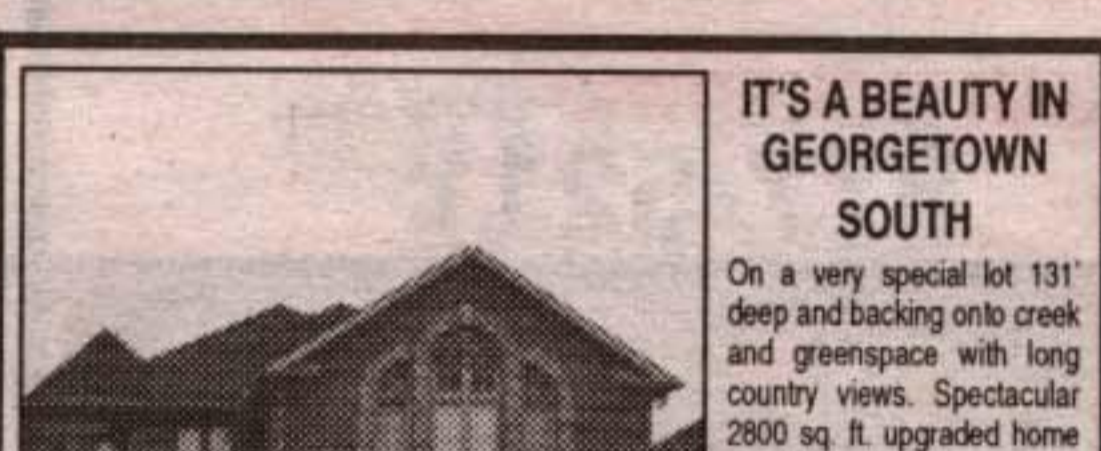 IT'S A BEAUTY IN
GEORGETOWN
SOUTH
On a very special lot 131'
deep and backing onto creek
and greenspace with long
country views. Spectacular
2800 sq. ft. upgraded home